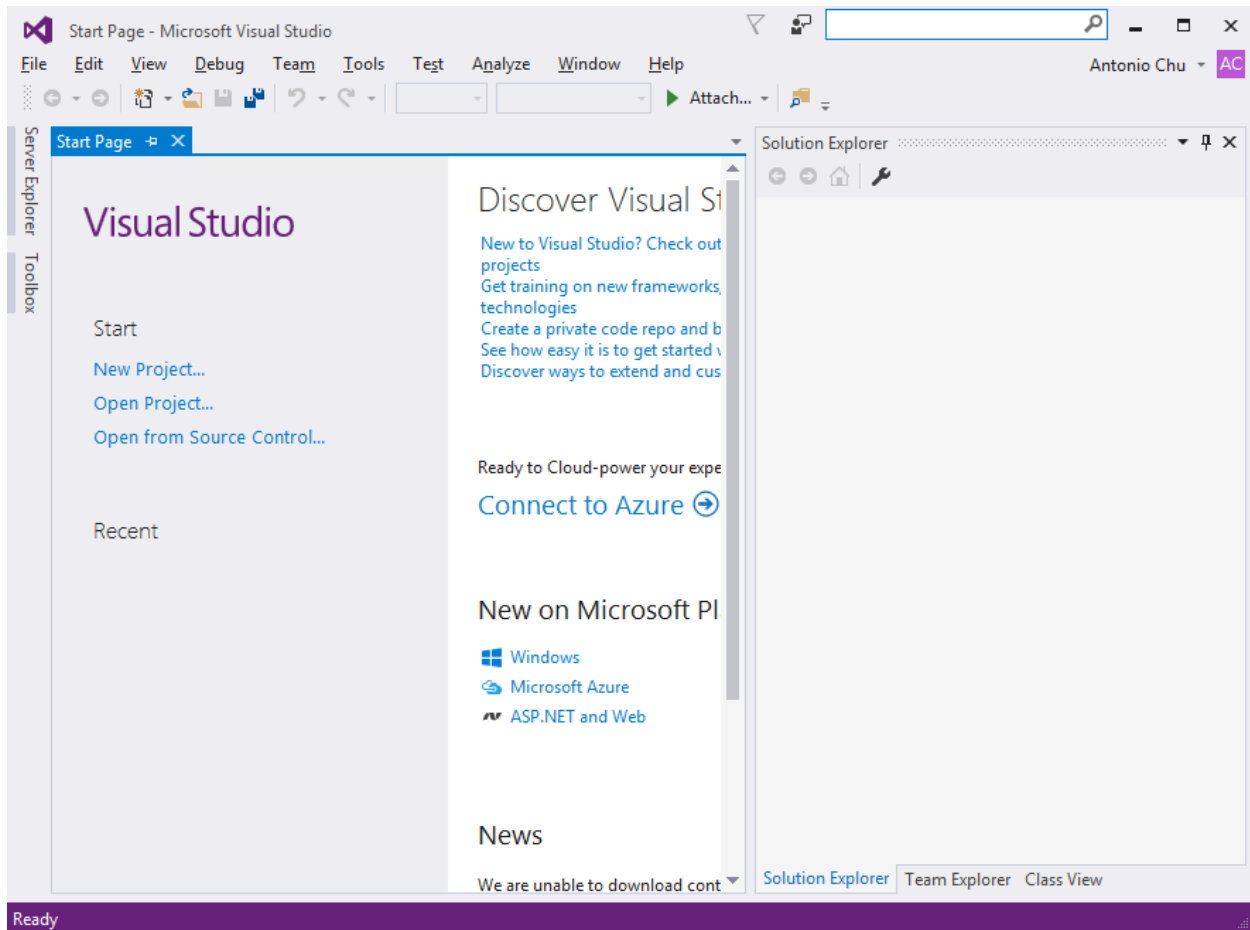 Start Page - Microsoft Visual Studio
File Edit View Debug Team Tools Test Analyze Window Help
Antonio Chu AC
Attach...
Server Explorer
Toolbox
Start Page
Visual Studio
Start
New Project...
Open Project...
Open from Source Control...
Recent
Discover Visual St
New to Visual Studio? Check out
projects
Get training on new frameworks,
technologies
Create a private code repo and b
See how easy it is to get started
Discover ways to extend and cus
Ready to Cloud-power your expe
Connect to Azure
New on Microsoft Pl
Windows
Microsoft Azure
ASP.NET and Web
News
We are unable to download cont
Solution Explorer
Solution Explorer Team Explorer Class View
Ready